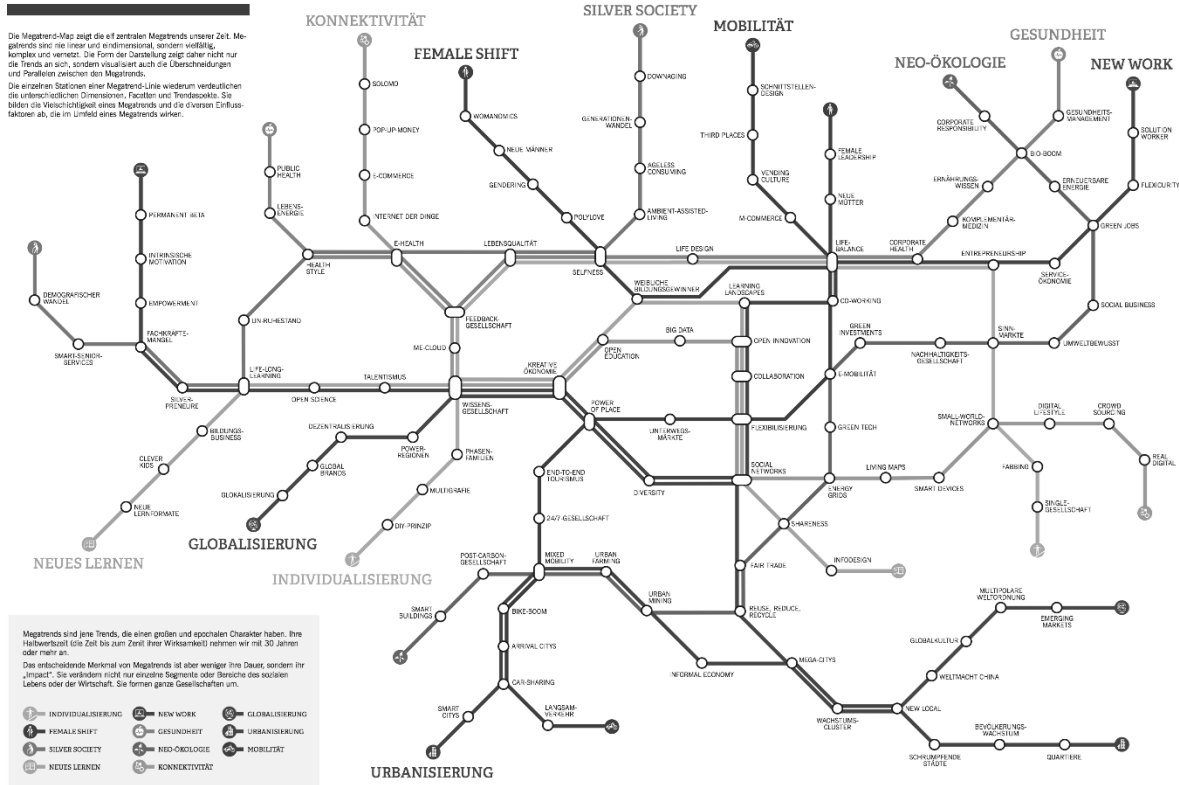 Die Megatrend-Map zeigt die elf zentralen Megatrends unserer Zeit. Me-
gatrends sind nie linear und eindimensional, sondern vielfältig,
komplex und vernetzt. Die Form der Darstellung zeigt daher nicht nur
die Trends an sich, sondern visualisiert auch die Überschneidungen
und Parallelen zwischen den Megatrends.
Die einzelnen Stationen einer Megatrend-Linie wiederum verdeutlichen
die unterschiedlichen Dimensionen, Facetten und Trendaspekte. Sie
bilden die Vielschichtigkeit eines Megatrends und die diversen Einfluss-
faktoren ab, die im Umfeld eines Megatrends wirken.
KONNEKTIVITÄT
SOLOMO
POP-UP-MONEY
E-COMMERCE
INTERNET DER DINGE
FEMALE SHIFT
WOMANOMICS
NEUE MÄNNER
GENDERING
POLYLOVE
SILVER SOCIETY
DOWNAGING
GENERATIONEN-
WANDEL
AGELESS
CONSUMING
AMBIENT-ASSISTED-
LIVING
MOBILITÄT
SCHNITTSTELLEN-
DESIGN
THIRD PLACES
VENDING
CULTURE
M-COMMERCE
FEMALE
LEADERSHIP
NEUE
MÜTTER
LIFE-
BALANCE
NEO-ÖKOLOGIE
CORPORATE
RESPONSIBILITY
BIO-BOOM
ERNÄHRUNGS-
WISSEN
KOMPLEMENTÄR-
MEDIZIN
CORPORATE
HEALTH
GESUNDHEIT
GESUNDHEITS-
MANAGEMENT
ERNEUERBARE
ENERGIE
NEW WORK
SOLUTION
WORKER
FLEXICURITY
GREEN JOBS
ENTREPRENEURSHIP
SERVICE-
ÖKONOMIE
SOCIAL BUSINESS
PUBLIC
HEALTH
LEBENS-
ENERGIE
HEALTH
STYLE
E-HEALTH
LEBENSQUALITÄT
SELFNESS
LIFE DESIGN
PERMANENT BETA
INTRINSISCHE
MOTIVATION
EMPOWERMENT
FACHKRÄFTE-
MANGEL
DEMOGRAFISCHER
WANDEL
SMART-SENIOR-
SERVICES
SILVER-
PRENEURE
UN-RUHESTAND
LIFE-LONG-
LEARNING
OPEN SCIENCE
TALENTISMUS
FEEDBACK-
GESELLSCHAFT
ME-CLOUD
WISSENS-
GESELLSCHAFT
KREATIVE
ÖKONOMIE
OPEN
EDUCATION
BIG DATA
WEIBLICHE
BILDUNGSGEWINNER
LEARNING
LANDSCAPES
CO-WORKING
OPEN INNOVATION
COLLABORATION
GREEN
INVESTMENTS
NACHHALTIGKEITS-
GESELLSCHAFT
SINN-
MÄRKTE
UMWELTBEWUSST
E-MOBILITÄT
POWER
OF PLACE
UNTERWEGS-
MÄRKTE
FLEXIBILISIERUNG
GREEN TECH
SMALL-WORLD-
NETWORKS
DIGITAL
LIFESTYLE
CROWD
SOURCING
REAL
DIGITAL
FABBING
SINGLE-
GESELLSCHAFT
SOCIAL
NETWORKS
ENERGY
GRIDS
LIVING MAPS
SMART DEVICES
SHARENESS
INFODESIGN
DIVERSITY
BILDUNGS-
BUSINESS
CLEVER
KIDS
NEUE
LERNFORMATE
NEUES LERNEN
DEZENTRALISIERUNG
POWER-
REGIONEN
GLOBAL
BRANDS
GLOKALISIERUNG
GLOBALISIERUNG
PHASEN-
FAMILIEN
MULTIGRAFIE
DIY-PRINZIP
INDIVIDUALISIERUNG
END-TO-END
TOURISMUS
24/7-GESELLSCHAFT
MIXED
MOBILITY
URBAN
FARMING
URBAN
MINING
FAIR TRADE
REUSE, REDUCE,
RECYCLE
POST-CARBON-
GESELLSCHAFT
SMART
BUILDINGS
BIKE-BOOM
ARRIVAL CITYS
CAR-SHARING
SMART
CITYS
LANGSAM-
VERKEHR
URBANISIERUNG
INFORMAL ECONOMY
MEGA-CITYS
WACHSTUMS-
CLUSTER
NEW LOCAL
WELTMACHT CHINA
GLOBALKULTUR
MULTIPOLARE
WELTORDNUNG
EMERGING
MARKETS
SCHRUMPFENDE
STÄDTE
BEVÖLKERUNGS-
WACHSTUM
QUARTIERE
Megatrends sind jene Trends, die einen großen und epochalen Charakter haben. Ihre
Halbwertszeit (die Zeit bis zum Zenit ihrer Wirksamkeit) nehmen wir mit 30 Jahren
oder mehr an.
Das entscheidende Merkmal von Megatrends ist aber weniger ihre Dauer, sondern ihr
„Impact“. Sie verändern nicht nur einzelne Segmente oder Bereiche des sozialen
Lebens oder der Wirtschaft. Sie formen ganze Gesellschaften um.
INDIVIDUALISIERUNG
NEW WORK
GLOBALISIERUNG
FEMALE SHIFT
GESUNDHEIT
URBANISIERUNG
SILVER SOCIETY
NEO-ÖKOLOGIE
MOBILITÄT
NEUES LERNEN
KONNEKTIVITÄT